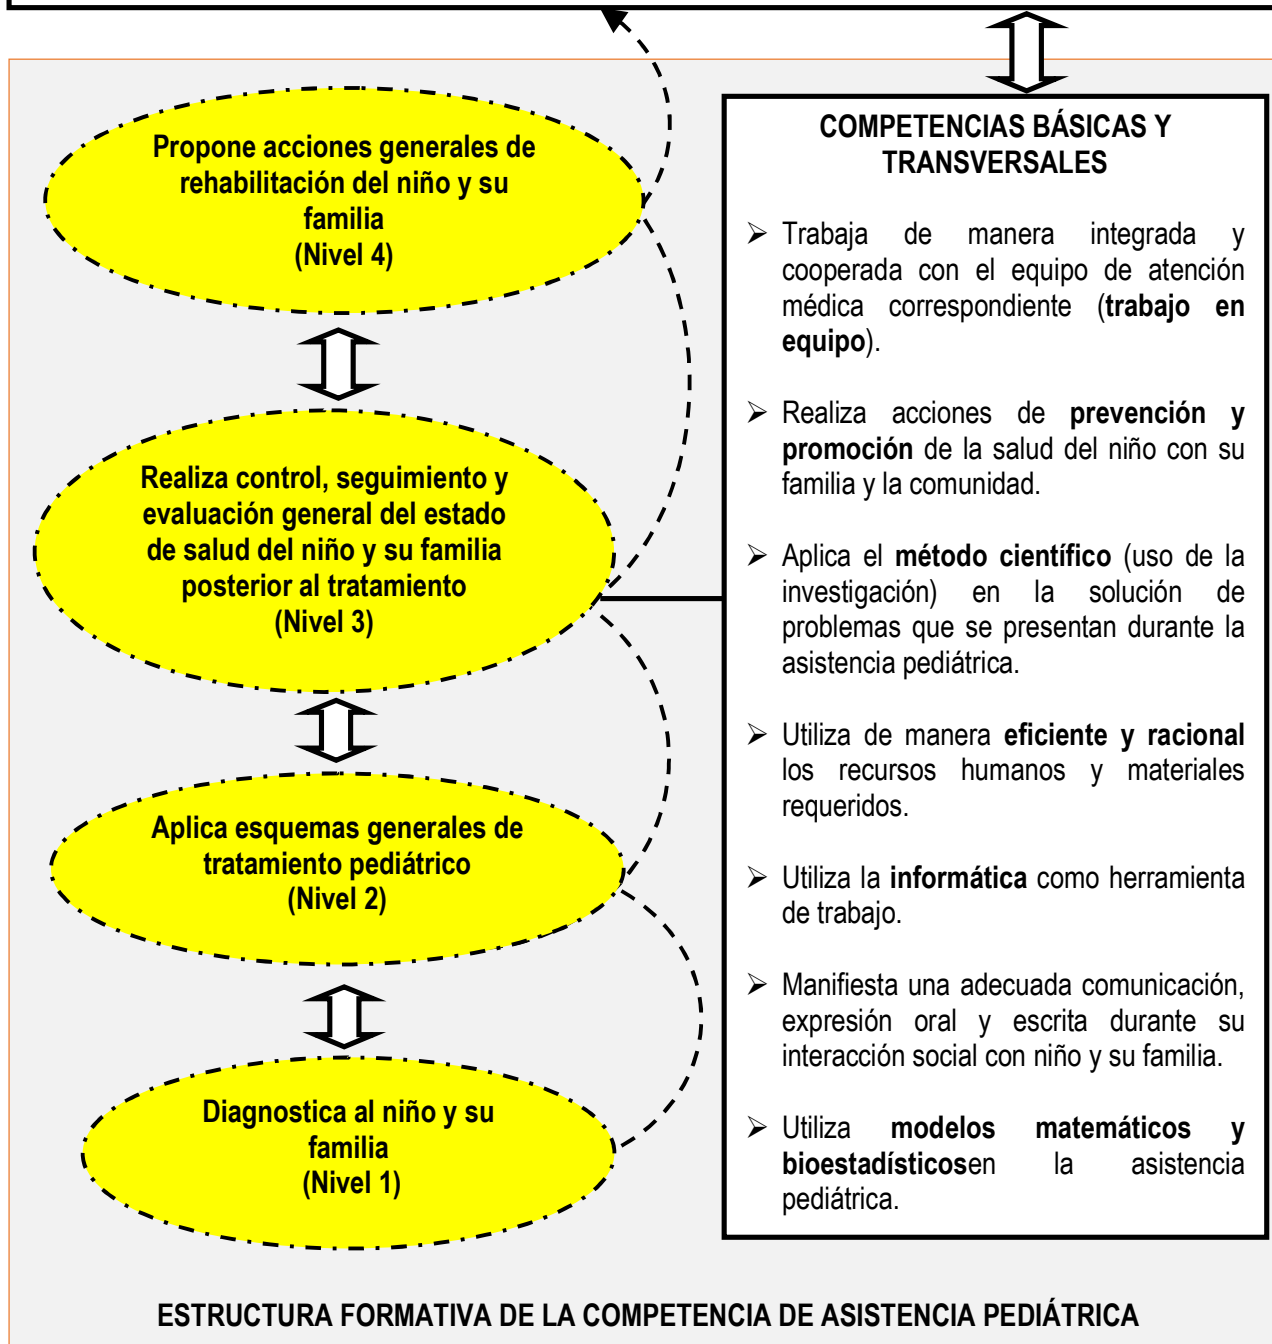 Propone acciones generales de
rehabilitación del niño y su
familia
(Nivel 4)
Realiza control, seguimiento y
evaluación general del estado
de salud del niño y su familia
posterior al tratamiento
(Nivel 3)
Aplica esquemas generales de
tratamiento pediátrico
(Nivel 2)
Diagnostica al niño y su
familia
(Nivel 1)
COMPETENCIAS BÁSICAS Y
TRANSVERSALES
➢ Trabaja de manera integrada y
cooperada con el equipo de atención
médica correspondiente (trabajo en
equipo).
➢ Realiza acciones de prevención y
promoción de la salud del niño con su
familia y la comunidad.
➢ Aplica el método científico (uso de la
investigación) en la solución de
problemas que se presentan durante la
asistencia pediátrica.
➢ Utiliza de manera eficiente y racional
los recursos humanos y materiales
requeridos.
➢ Utiliza la informática como herramienta
de trabajo.
➢ Manifiesta una adecuada comunicación,
expresión oral y escrita durante su
interacción social con niño y su familia.
➢ Utiliza modelos matemáticos y
bioestadísticosen la asistencia
pediátrica.
ESTRUCTURA FORMATIVA DE LA COMPETENCIA DE ASISTENCIA PEDIÁTRICA